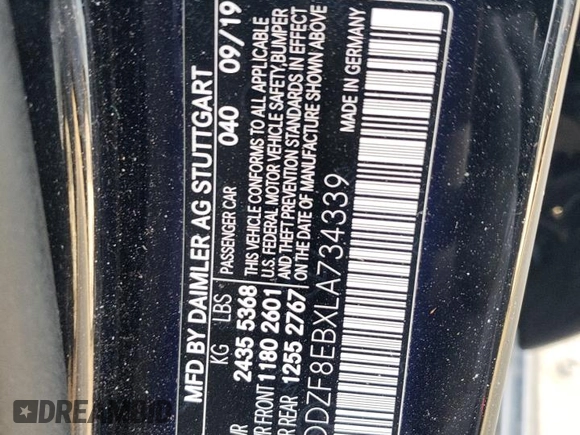 MFD BY DAIMLER AG STUTTGART
040 09/19
KG LBS
2435 5368
FRONT 1180 2601
REAR 1255 2767
PASSENGER CAR
THIS VEHICLE CONFORMS TO ALL APPLICABLE
U.S. FEDERAL MOTOR VEHICLE SAFETY, BUMPER
AND THEFT PREVENTION STANDARDS IN EFFECT
ON THE DATE OF MANUFACTURE SHOWN ABOVE
MADE IN GERMANY
DZF8EBXLA734339
DREAMBID